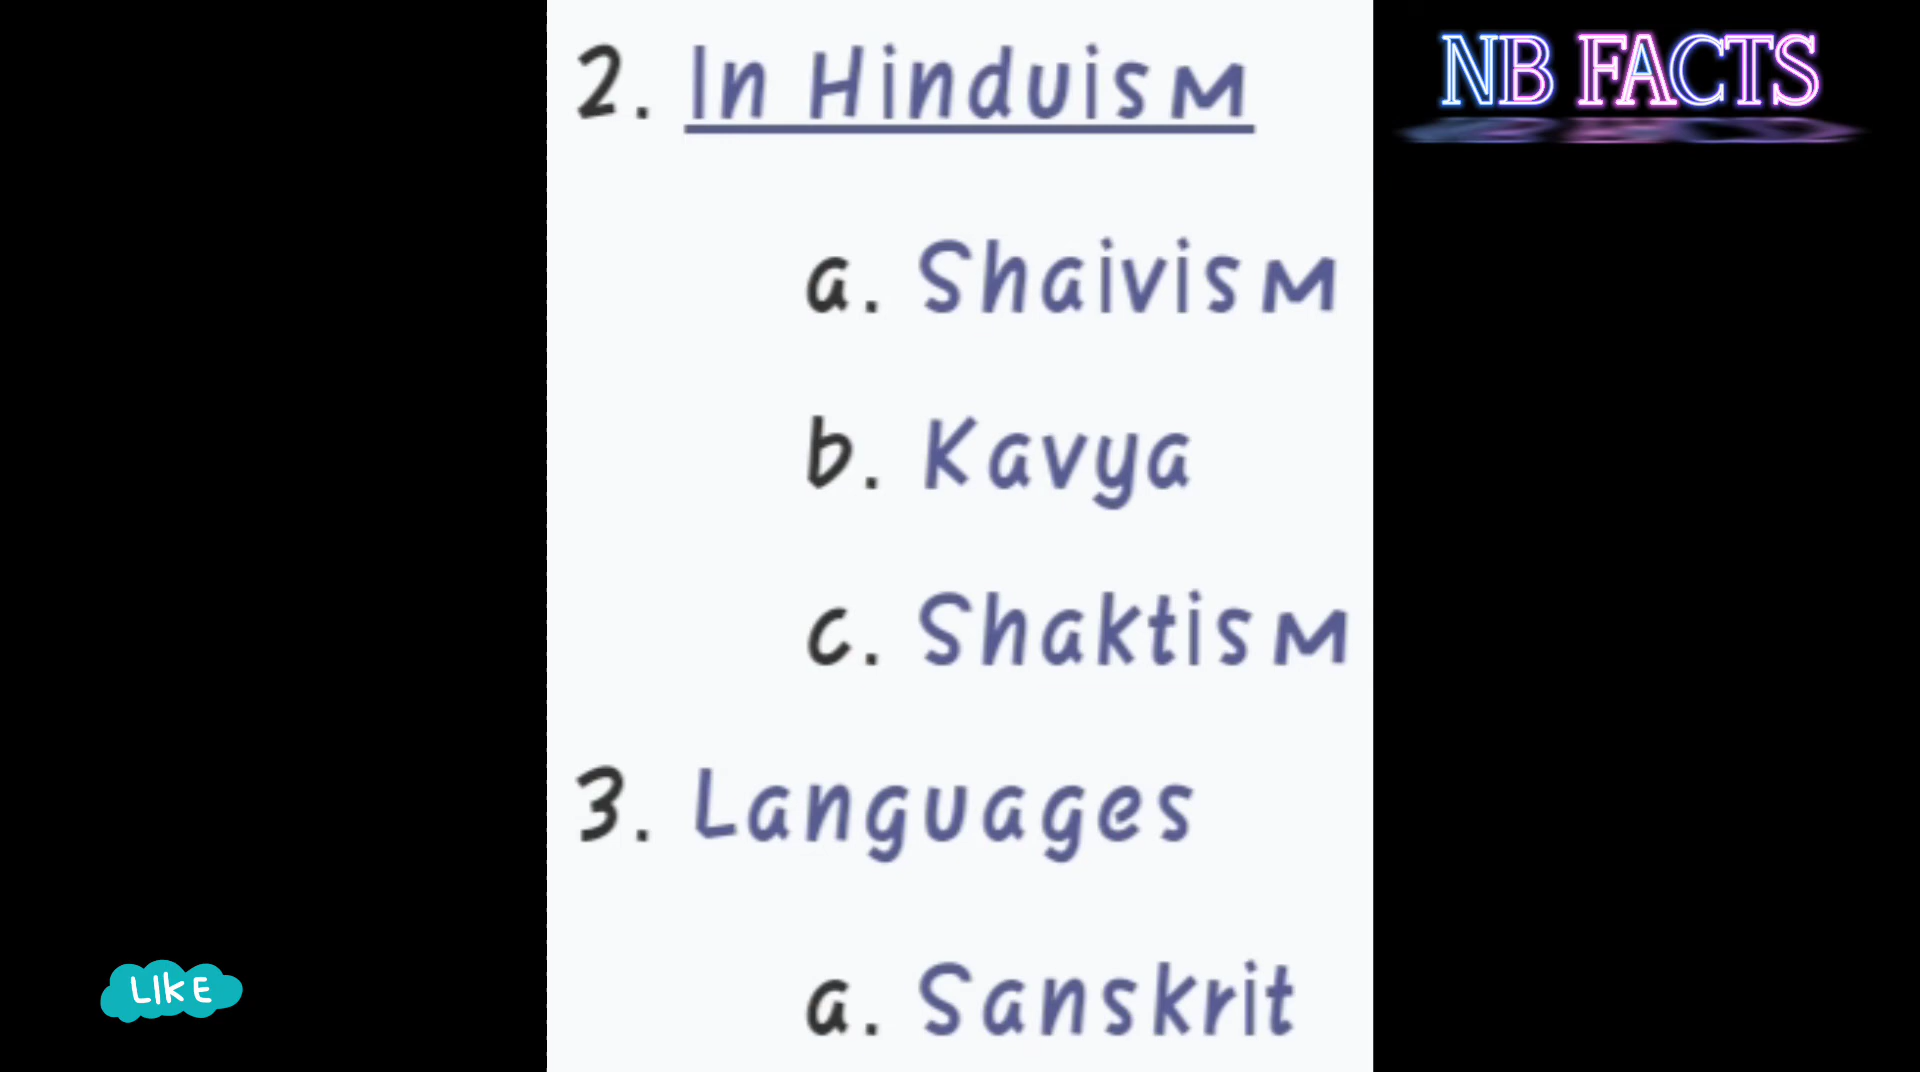 2. In Hinduism
NB FACTS
a. Shaivism
b. Kavya
c. Shaktism
3. Languages
a. Sanskrit
LIKE